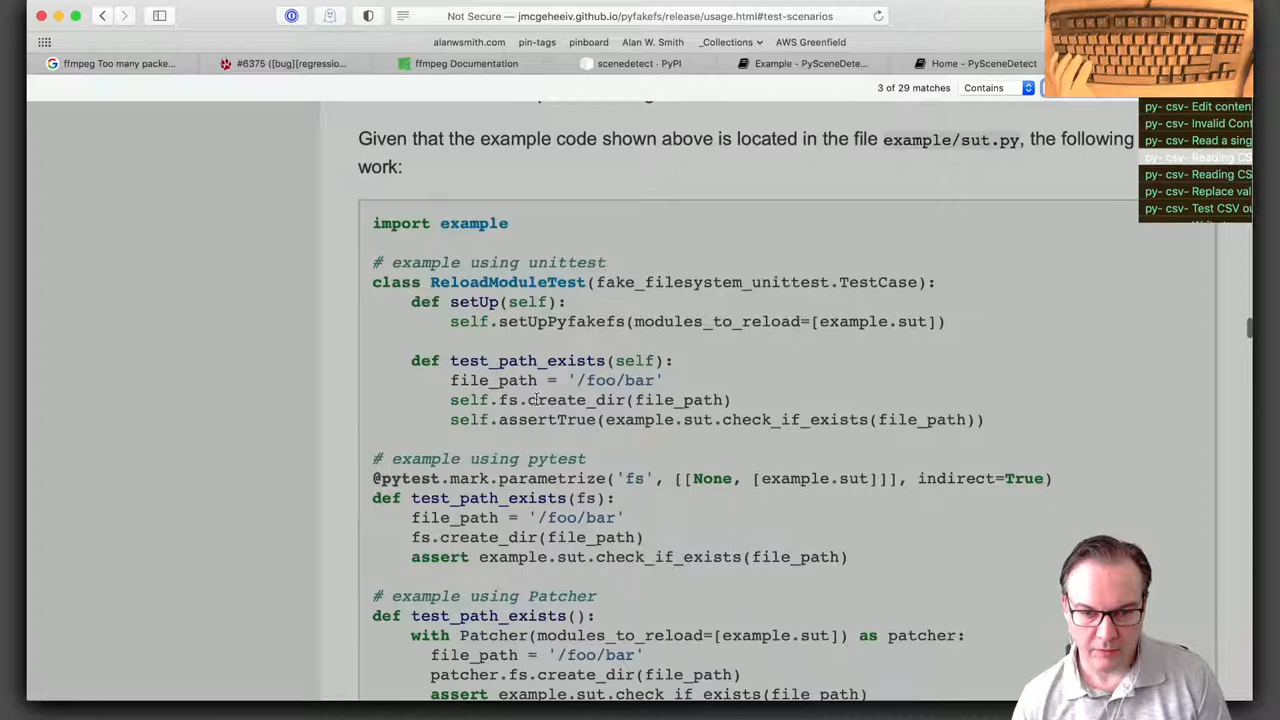 Not Secure — jmcgeheeiv.github.io/pyfakefs/release/usage.html#test-scenarios
alanwsmith.com pin-tags pinboard Alan W. Smith _Collections AWS Greenfield
ffmpeg Too many packe... #6375 ([bug][regressio... ffmpeg Documentation scenedetect · PyPI Example - PySceneDete... Home - PySceneDetect
3 of 29 matches Contains
py- csv- Edit conten
py- csv- Invalid Cont
py- csv- Read a sing
py- csv- Reading CS
py- csv- Reading CS
py- csv- Replace val
py- csv- Test CSV ou
Given that the example code shown above is located in the file example/sut.py, the following
work:
import example
# example using unittest
class ReloadModuleTest(fake_filesystem_unittest.TestCase):
def setUp(self):
self.setUpPyfakefs(modules_to_reload=[example.sut])
def test_path_exists(self):
file_path = '/foo/bar'
self.fs.create_dir(file_path)
self.assertTrue(example.sut.check_if_exists(file_path))
# example using pytest
@pytest.mark.parametrize('fs', [[None, [example.sut]]], indirect=True)
def test_path_exists(fs):
file_path = '/foo/bar'
fs.create_dir(file_path)
assert example.sut.check_if_exists(file_path)
# example using Patcher
def test_path_exists():
with Patcher(modules_to_reload=[example.sut]) as patcher:
file_path = '/foo/bar'
patcher.fs.create_dir(file_path)
assert example.sut.check_if_exists(file_path)